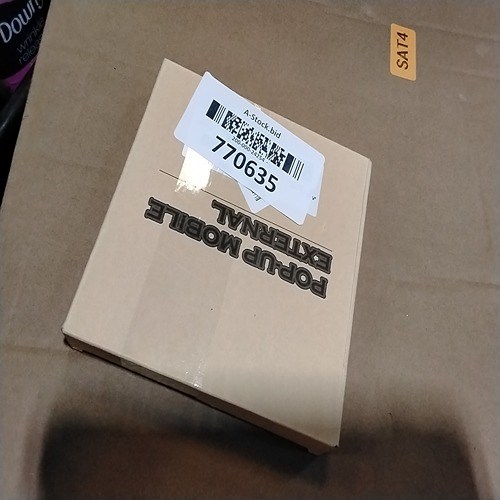 Downy
SAT4
A-Stock.bid
770635
POP-UP MOBILE
EXTERNAL